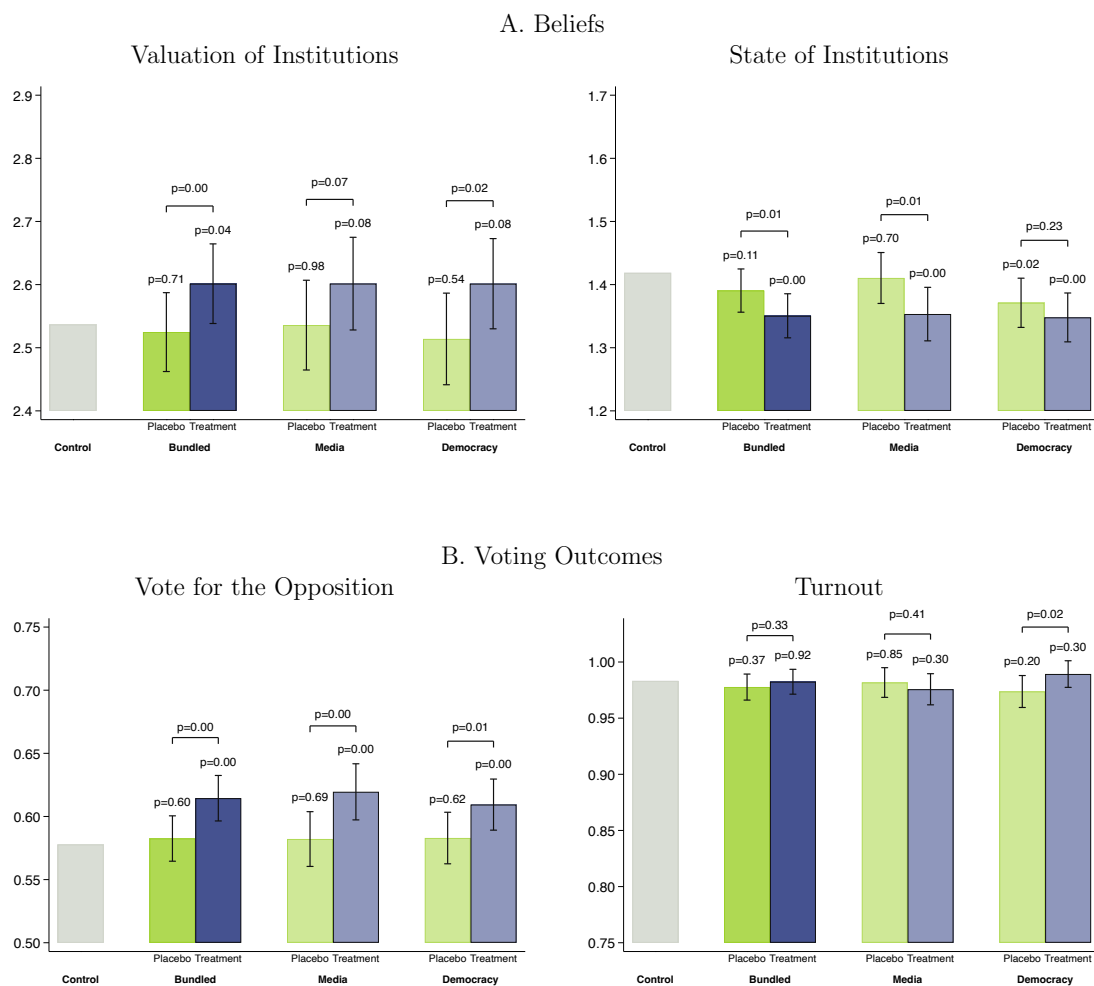 A. Beliefs
Valuation of Institutions
2.9
2.8
2.7
2.6
2.5
2.4
p=0.00
p=0.07
p=0.02
p=0.71
p=0.04
p=0.98
p=0.08
p=0.54
p=0.08
Placebo Treatment
Placebo Treatment
Placebo Treatment
Control
Bundled
Media
Democracy
State of Institutions
1.7
1.6
1.5
1.4
1.3
1.2
p=0.01
p=0.01
p=0.23
p=0.11
p=0.00
p=0.70
p=0.00
p=0.02
p=0.00
Placebo Treatment
Placebo Treatment
Placebo Treatment
Control
Bundled
Media
Democracy
B. Voting Outcomes
Vote for the Opposition
0.75
0.70
0.65
0.60
0.55
0.50
p=0.00
p=0.00
p=0.01
p=0.60
p=0.00
p=0.69
p=0.00
p=0.62
p=0.00
Placebo Treatment
Placebo Treatment
Placebo Treatment
Control
Bundled
Media
Democracy
Turnout
1.00
0.95
0.90
0.85
0.80
0.75
p=0.33
p=0.41
p=0.02
p=0.37
p=0.92
p=0.85
p=0.30
p=0.20
p=0.30
Placebo Treatment
Placebo Treatment
Placebo Treatment
Control
Bundled
Media
Democracy